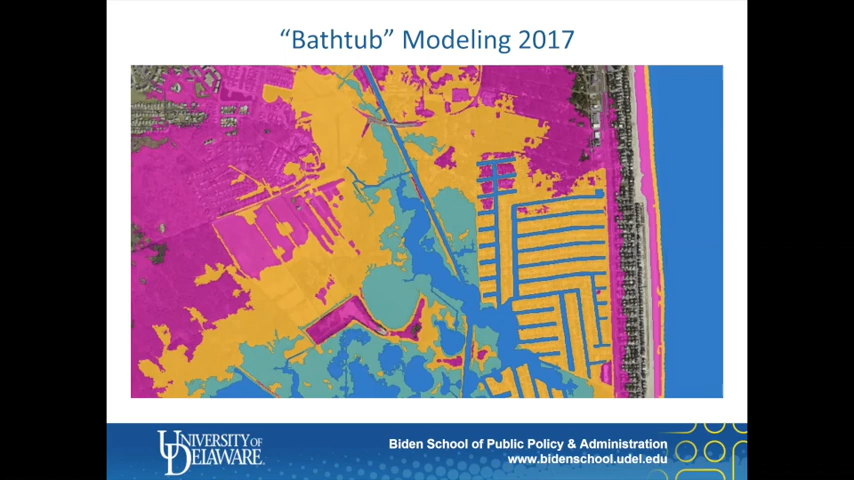 “Bathtub” Modeling 2017
UNIVERSITY OF
DELAWARE.
Biden School of Public Policy & Administration
www.bidenschool.udel.edu